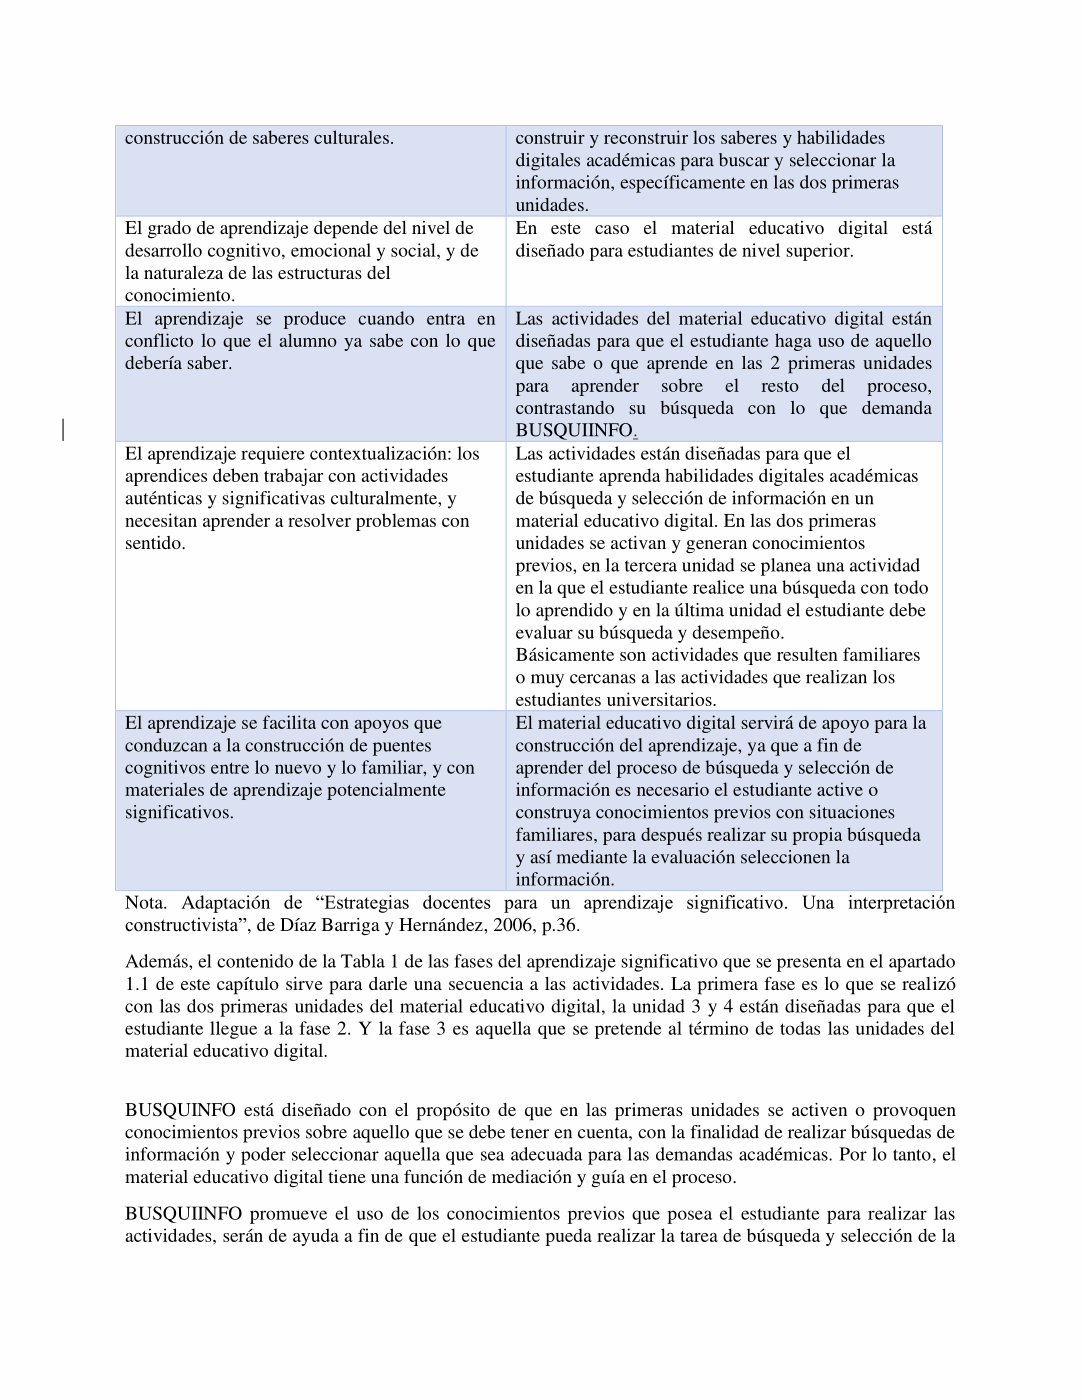 construcción de saberes culturales.
construir y reconstruir los saberes y habilidades
digitales académicas para buscar y seleccionar la
información, específicamente en las dos primeras
unidades.
El grado de aprendizaje depende del nivel de
desarrollo cognitivo, emocional y social, y de
la naturaleza de las estructuras del
conocimiento.
En este caso el material educativo digital está
diseñado para estudiantes de nivel superior.
El aprendizaje se produce cuando entra en
conflicto lo que el alumno ya sabe con lo que
debería saber.
Las actividades del material educativo digital están
diseñadas para que el estudiante haga uso de aquello
que sabe o que aprende en las 2 primeras unidades
para aprender sobre el resto del proceso,
contrastando su búsqueda con lo que demanda
BUSQUIINFO.
El aprendizaje requiere contextualización: los
aprendices deben trabajar con actividades
auténticas y significativas culturalmente, y
necesitan aprender a resolver problemas con
sentido.
Las actividades están diseñadas para que el
estudiante aprenda habilidades digitales académicas
de búsqueda y selección de información en un
material educativo digital. En las dos primeras
unidades se activan y generan conocimientos
previos, en la tercera unidad se planea una actividad
en la que el estudiante realice una búsqueda con todo
lo aprendido y en la última unidad el estudiante debe
evaluar su búsqueda y desempeño.
Básicamente son actividades que resulten familiares
o muy cercanas a las actividades que realizan los
estudiantes universitarios.
El aprendizaje se facilita con apoyos que
conduzcan a la construcción de puentes
cognitivos entre lo nuevo y lo familiar, y con
materiales de aprendizaje potencialmente
significativos.
El material educativo digital servirá de apoyo para la
construcción del aprendizaje, ya que a fin de
aprender del proceso de búsqueda y selección de
información es necesario el estudiante active o
construya conocimientos previos con situaciones
familiares, para después realizar su propia búsqueda
y así mediante la evaluación seleccionen la
información.
Nota. Adaptación de “Estrategias docentes para un aprendizaje significativo. Una interpretación
constructivista”, de Díaz Barriga y Hernández, 2006, p.36.
Además, el contenido de la Tabla 1 de las fases del aprendizaje significativo que se presenta en el apartado
1.1 de este capítulo sirve para darle una secuencia a las actividades. La primera fase es lo que se realizó
con las dos primeras unidades del material educativo digital, la unidad 3 y 4 están diseñadas para que el
estudiante llegue a la fase 2. Y la fase 3 es aquella que se pretende al término de todas las unidades del
material educativo digital.
BUSQUINFO está diseñado con el propósito de que en las primeras unidades se activen o provoquen
conocimientos previos sobre aquello que se debe tener en cuenta, con la finalidad de realizar búsquedas de
información y poder seleccionar aquella que sea adecuada para las demandas académicas. Por lo tanto, el
material educativo digital tiene una función de mediación y guía en el proceso.
BUSQUIINFO promueve el uso de los conocimientos previos que posea el estudiante para realizar las
actividades, serán de ayuda a fin de que el estudiante pueda realizar la tarea de búsqueda y selección de la